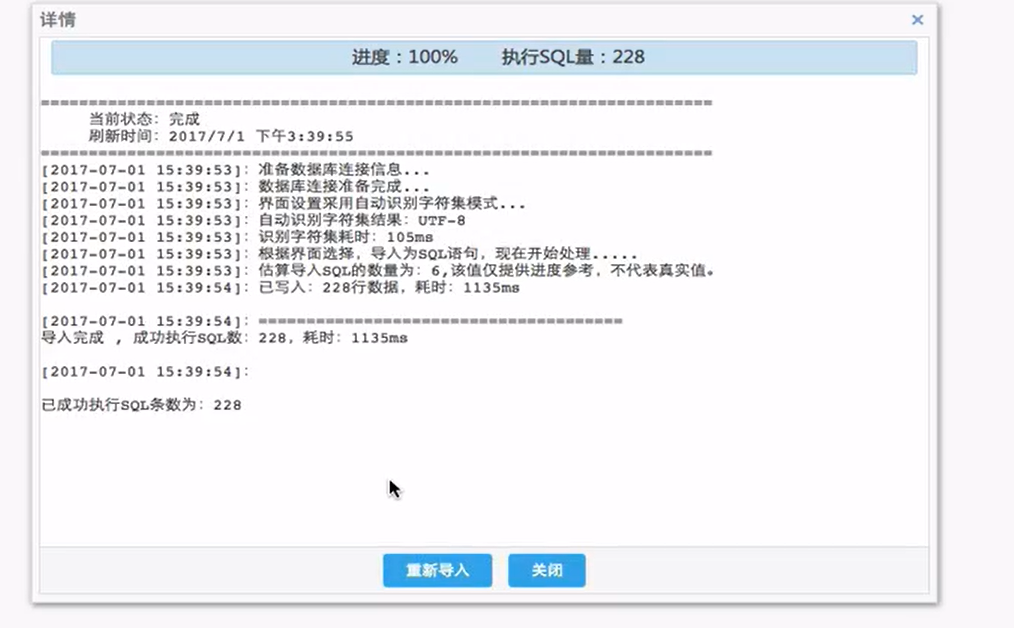 详情
进度：100% 执行SQL量：228
======================================================================
当前状态：完成
刷新时间：2017/7/1 下午3:39:55
======================================================================
[2017-07-01 15:39:53]：准备数据库连接信息...
[2017-07-01 15:39:53]：数据库连接准备完成...
[2017-07-01 15:39:53]：界面设置采用自动识别字符集模式...
[2017-07-01 15:39:53]：自动识别字符集结果：UTF-8
[2017-07-01 15:39:53]：识别字符集耗时：105ms
[2017-07-01 15:39:53]：根据界面选择，导入为SQL语句，现在开始处理.....
[2017-07-01 15:39:53]：估算导入SQL的数量为：6,该值仅提供进度参考，不代表真实值。
[2017-07-01 15:39:54]：已写入：228行数据，耗时：1135ms
[2017-07-01 15:39:54]：======================================
导入完成 , 成功执行SQL数：228，耗时：1135ms
[2017-07-01 15:39:54]：
已成功执行SQL条数为：228
重新导入 关闭